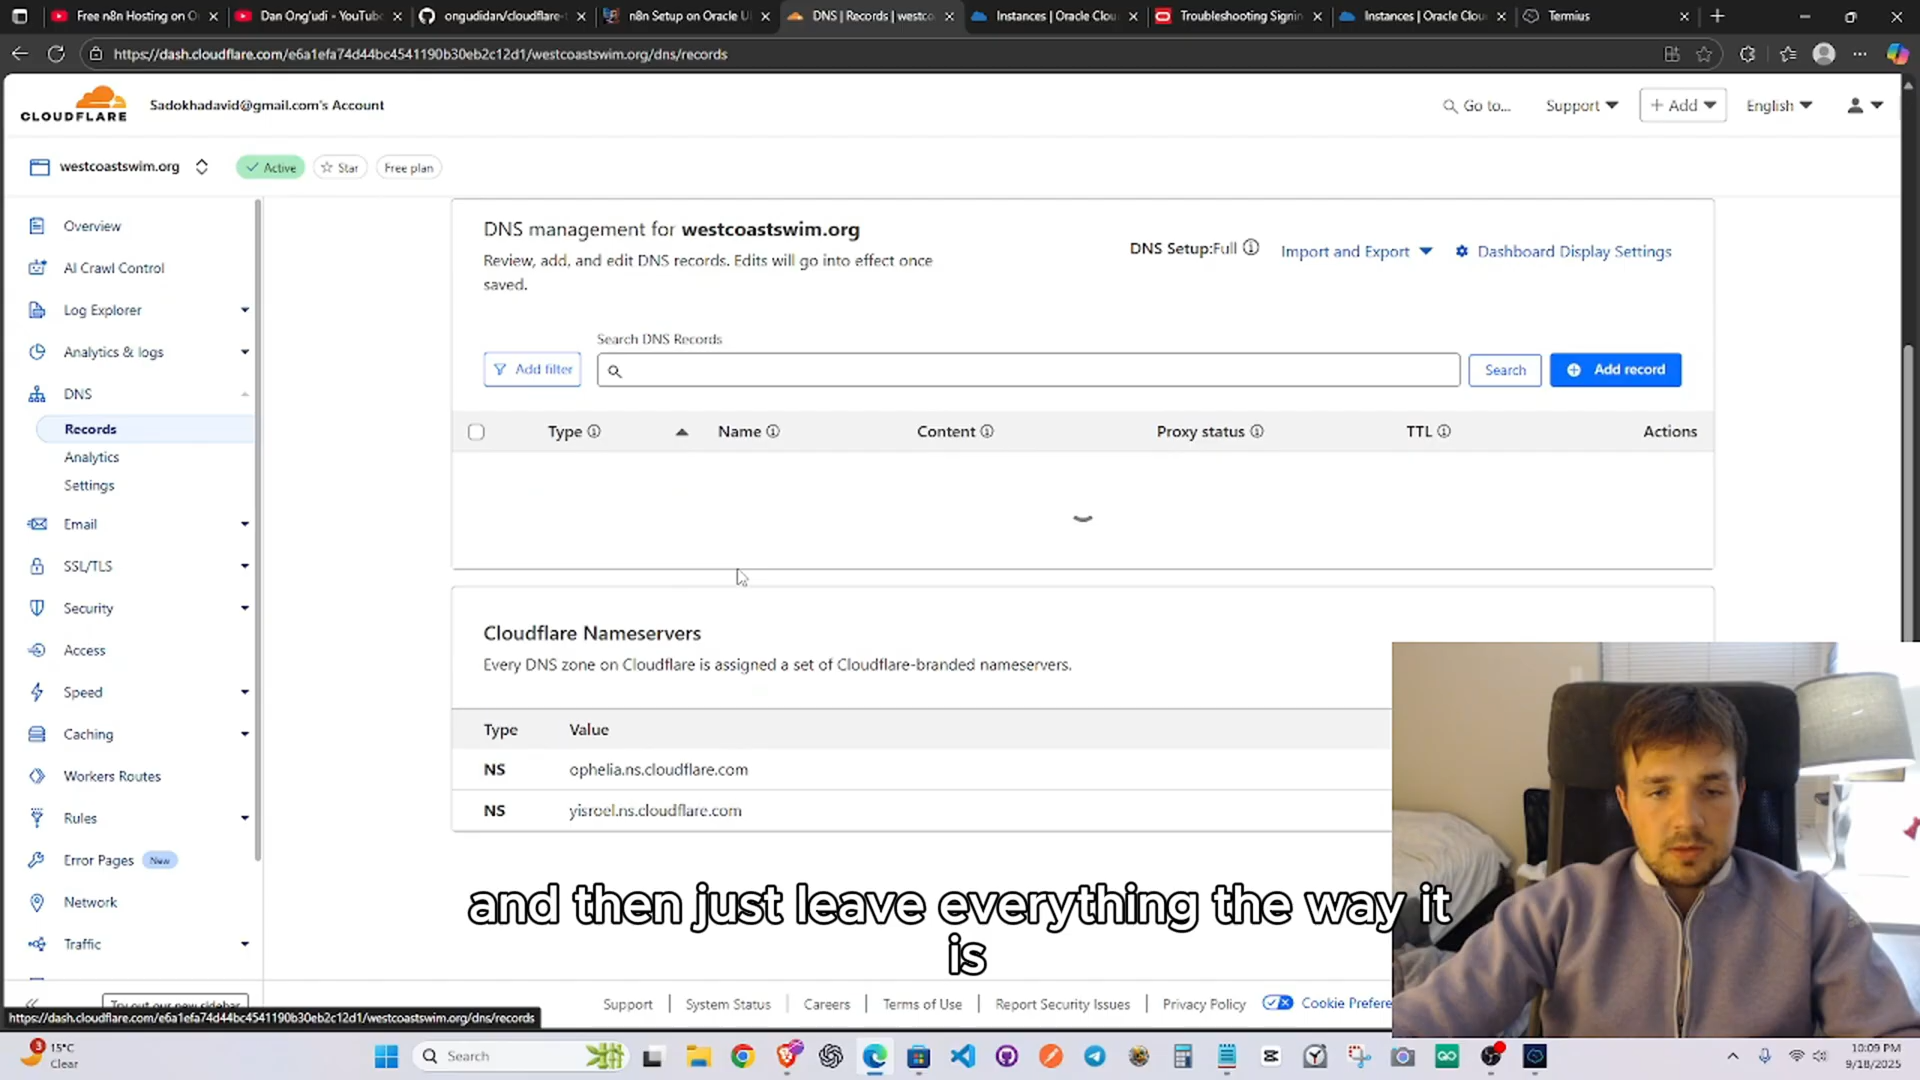 Free n8n Hosting on O
Dan Ong'udi - YouTube
ongudidan/cloudflare-t
n8n Setup on Oracle U
DNS | Records | westco
Instances | Oracle Clou
Troubleshooting Signin
Instances | Oracle Clou
Termius
https://dash.cloudflare.com/e6a1efa74d44bc4541190b30eb2c12d1/westcoastswim.org/dns/records
CLOUDFLARE
Sadokhadavid@gmail.com's Account
Go to...
Support
+ Add
English
westcoastswim.org
Active
Star
Free plan
Overview
AI Crawl Control
Log Explorer
Analytics & logs
DNS
Records
Analytics
Settings
Email
SSL/TLS
Security
Access
Speed
Caching
Workers Routes
Rules
Error Pages New
Network
Traffic
Try out our new sidebar
DNS management for westcoastswim.org
Review, add, and edit DNS records. Edits will go into effect once
saved.
DNS Setup:Full
Import and Export
Dashboard Display Settings
Search DNS Records
Add filter
Search
Add record
Type
Name
Content
Proxy status
TTL
Actions
Cloudflare Nameservers
Every DNS zone on Cloudflare is assigned a set of Cloudflare-branded nameservers.
Type Value
NS ophelia.ns.cloudflare.com
NS yisroel.ns.cloudflare.com
and then just leave everything the way it
is
Support
System Status
Careers
Terms of Use
Report Security Issues
Privacy Policy
Cookie Prefere
https://dash.cloudflare.com/e6a1efa74d44bc4541190b30eb2c12d1/westcoastswim.org/dns/records
3
15°C
Clear
Search
10:09 PM
9/18/2025